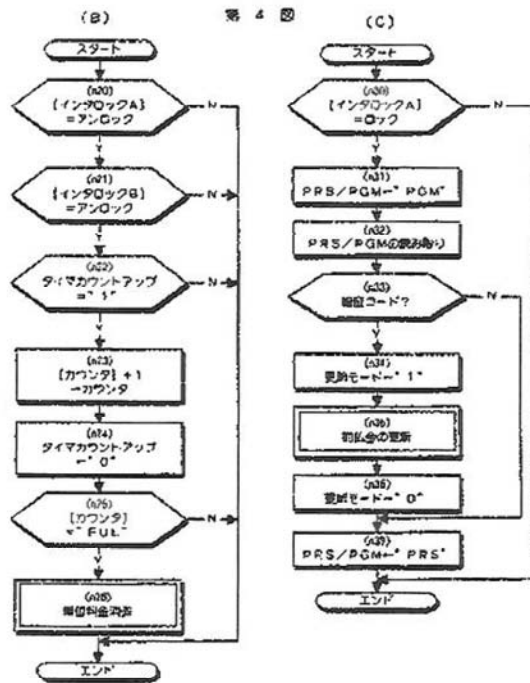 第 4 図
(B)
スタート
(n20)
[インタロックA]
=アンロック
N
Y
(n21)
[インタロックB]
=アンロック
N
Y
(n22)
タイマカウントアップ
="1"
N
Y
(n23)
[カウンタ]+1
→カウンタ
(n24)
タイマカウントアップ
←"0"
(n25)
[カウンタ]
="FUL"
N
Y
(n26)
単位料金消去
エンド
(C)
スタート
(n30)
[インタロックA]
=ロック
N
Y
(n31)
PRS/PGM←"PGM"
(n32)
PRS/PGMの読み取り
(n33)
コード?
N
Y
(n34)
更新モード←"1"
(n35)
前払金の更新
更新モード←"0"
PRS/PGM←"PRS"
エンド